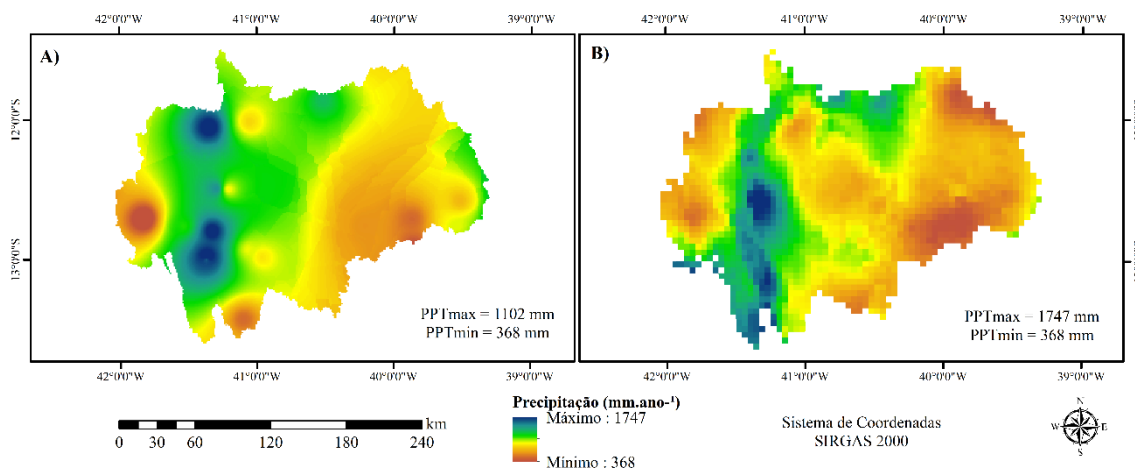 42°0'0"W 41°0'0"W 40°0'0"W 39°0'0"W 42°0'0"W 41°0'0"W 40°0'0"W 39°0'0"W
A)
B)
12°0'0"S
13°0'0"S
PPTmax = 1102 mm
PPTmin = 368 mm
PPTmax = 1747 mm
PPTmin = 368 mm
42°0'0"W 41°0'0"W 40°0'0"W 39°0'0"W 42°0'0"W 41°0'0"W 40°0'0"W 39°0'0"W
Precipitação (mm.ano-¹)
Máximo : 1747
Mínimo : 368
km
0 30 60 120 180 240
Sistema de Coordenadas
SIRGAS 2000
N
W E
S